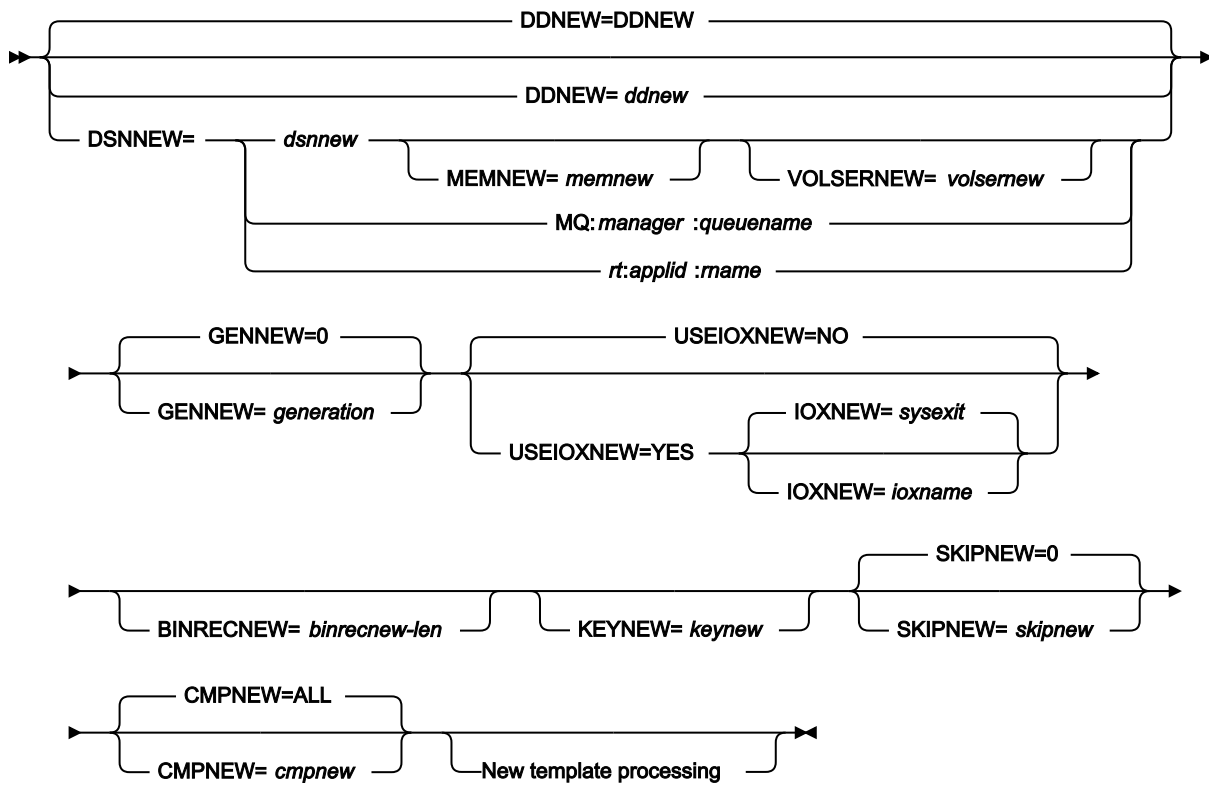 DDNEW=DDNEW
DDNEW= ddnew
DSNNEW= dsnnew
MEMNEW= memnew VOLSERNEW= volsernew
MQ: manager :queuename
rt:applid :rname
GENNEW=0 USEIOXNEW=NO
GENNEW= generation IOXNEW= sysexit
USEIOXNEW=YES
IOXNEW= ioxname
SKIPNEW=0
BINRECNEW= binrecnew-len KEYNEW= keynew SKIPNEW= skipnew
CMPNEW=ALL
CMPNEW= cmpnew New template processing